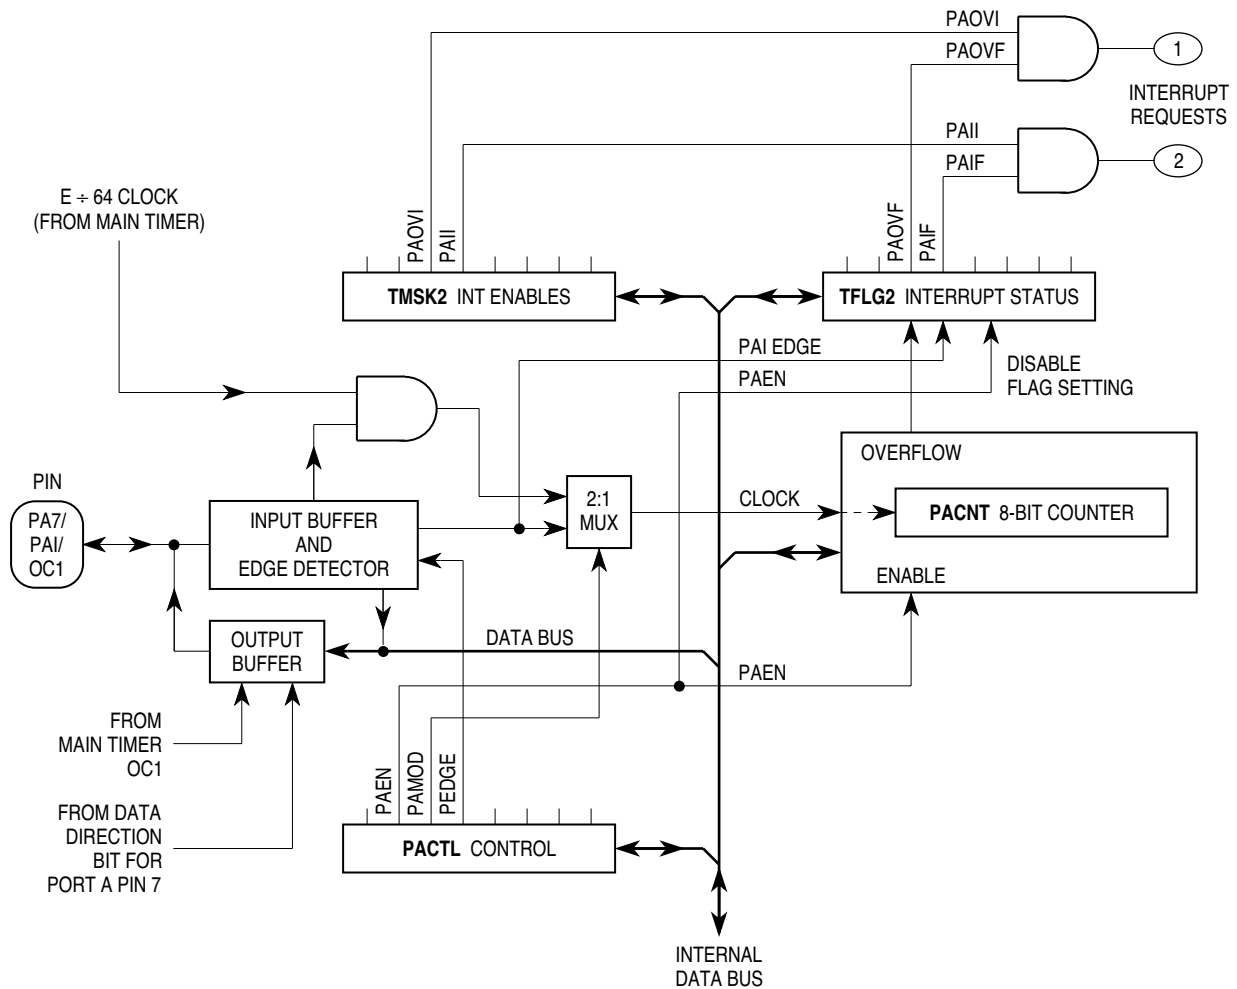 PAOVI
PAOVF
1
INTERRUPT
REQUESTS
PAII
PAIF
2
E ÷ 64 CLOCK
(FROM MAIN TIMER)
PAOVI
PAII
PAOVF
PAIF
TMSK2 INT ENABLES
TFLG2 INTERRUPT STATUS
PAI EDGE
PAEN
DISABLE
FLAG SETTING
OVERFLOW
PIN
PA7/
PAI/
OC1
INPUT BUFFER
AND
EDGE DETECTOR
2:1
MUX
CLOCK
PACNT 8-BIT COUNTER
ENABLE
OUTPUT
BUFFER
DATA BUS
PAEN
FROM
MAIN TIMER
OC1
PAEN
PAMOD
PEDGE
FROM DATA
DIRECTION
BIT FOR
PORT A PIN 7
PACTL CONTROL
INTERNAL
DATA BUS